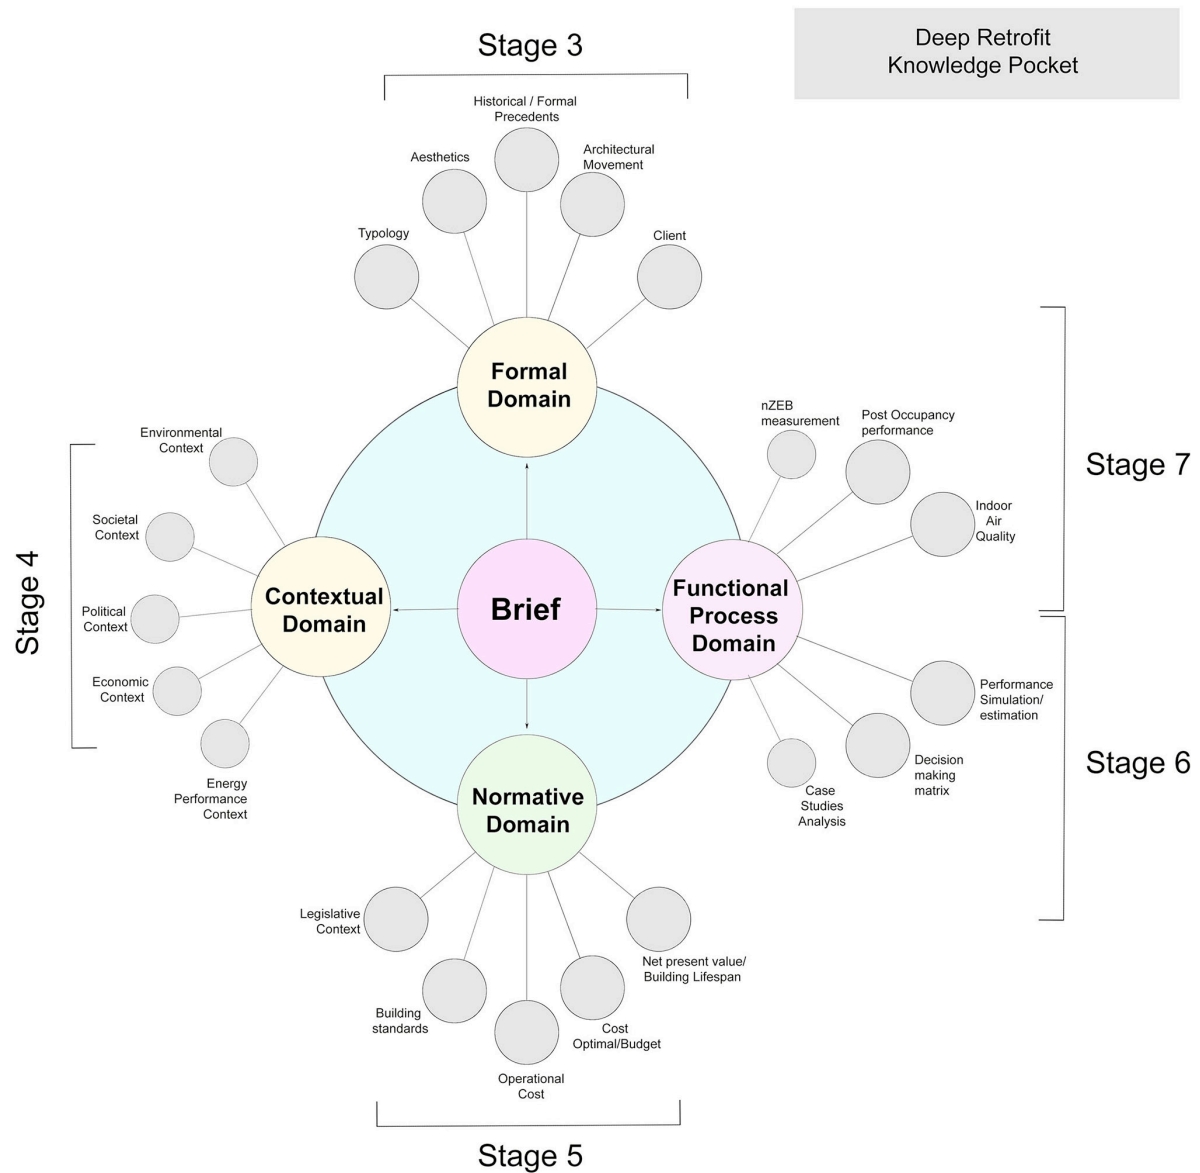 Stage 3
Deep Retrofit
Knowledge Pocket
Historical / Formal
Precedents
Aesthetics
Architectural
Movement
Typology
Client
Formal
Domain
nZEB
measurement
Post Occupancy
performance
Indoor
Air
Quality
Stage 7
Environmental
Context
Societal
Context
Political
Context
Economic
Context
Energy
Performance
Context
Stage 4
Contextual
Domain
Brief
Functional
Process
Domain
Performance
Simulation/
estimation
Decision
making
matrix
Case
Studies
Analysis
Stage 6
Normative
Domain
Legislative
Context
Building
standards
Operational
Cost
Cost
Optimal/Budget
Net present value/
Building Lifespan
Stage 5